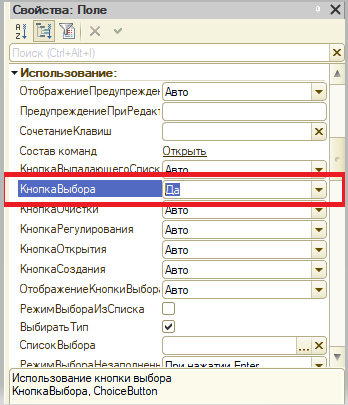 Свойства: Поле
Поиск (Ctrl+Alt+I)
Использование:
ОтображениеПредупрежден Авто
ПредупреждениеПриРедакт
СочетаниеКлавиш
Состав команд Открыть
КнопкаВыпадающегоСписк Авто
КнопкаВыбора Да
КнопкаОчистки Авто
КнопкаРегулирования Авто
КнопкаОткрытия Авто
КнопкаСоздания Авто
ОтображениеКнопкиВыбора Авто
РежимВыбораИзСписка
ВыбиратьТип
СписокВыбора ...
РежимВыбораНезаполненн При нажатии Enter
Использование кнопки выбора
КнопкаВыбора, ChoiceButton